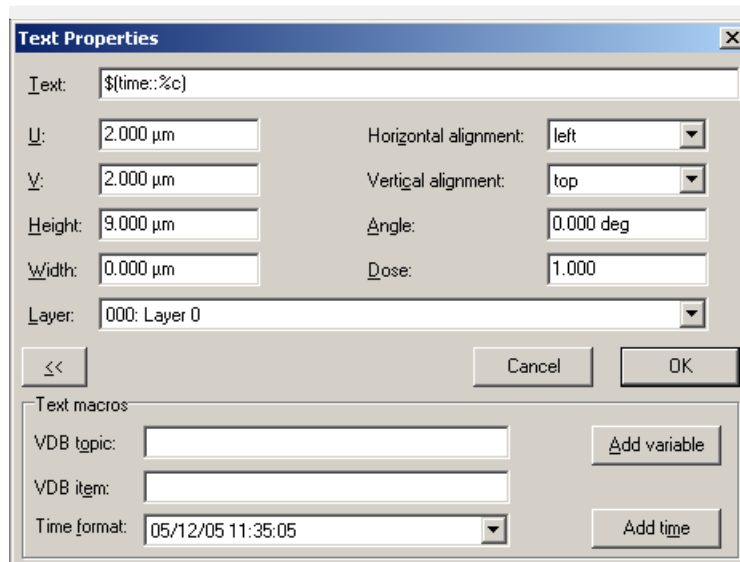 Text Properties
Text: $(time::%c)
U: 2.000 µm Horizontal alignment: left
V: 2.000 µm Vertical alignment: top
Height: 9.000 µm Angle: 0.000 deg
Width: 0.000 µm Dose: 1.000
Layer: 000: Layer 0
<< Cancel OK
Text macros
VDB topic: Add variable
VDB item:
Time format: 05/12/05 11:35:05 Add time